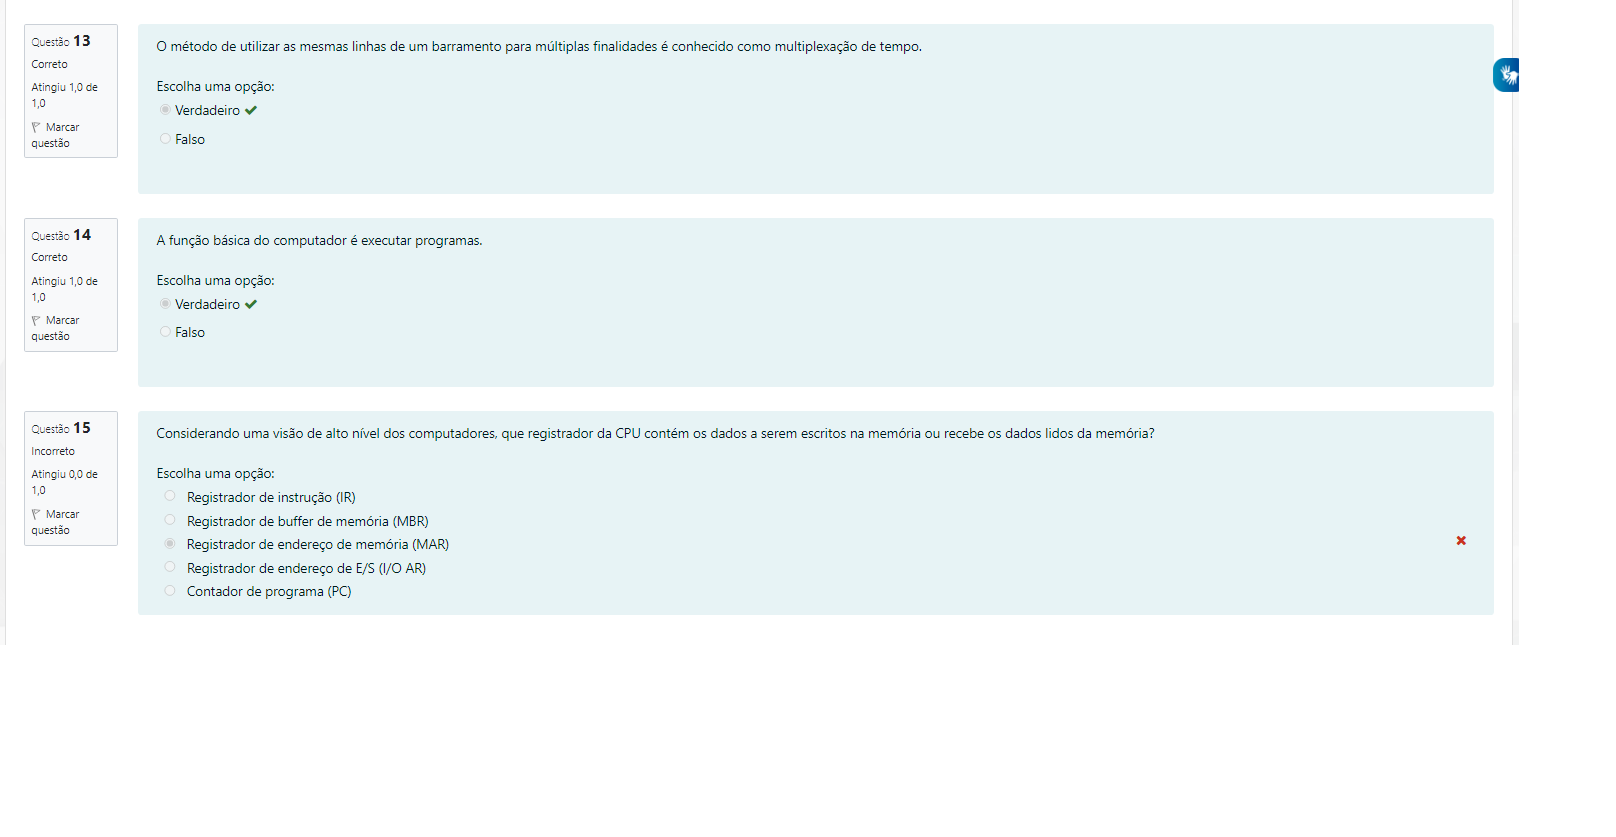 Questão 13
Correto
Atingiu 1,0 de
1,0
Marcar
questão
O método de utilizar as mesmas linhas de um barramento para múltiplas finalidades é conhecido como multiplexação de tempo.
Escolha uma opção:
Verdadeiro
Falso
Questão 14
Correto
Atingiu 1,0 de
1,0
Marcar
questão
A função básica do computador é executar programas.
Escolha uma opção:
Verdadeiro
Falso
Questão 15
Incorreto
Atingiu 0,0 de
1,0
Marcar
questão
Considerando uma visão de alto nível dos computadores, que registrador da CPU contém os dados a serem escritos na memória ou recebe os dados lidos da memória?
Escolha uma opção:
Registrador de instrução (IR)
Registrador de buffer de memória (MBR)
Registrador de endereço de memória (MAR)
Registrador de endereço de E/S (I/O AR)
Contador de programa (PC)